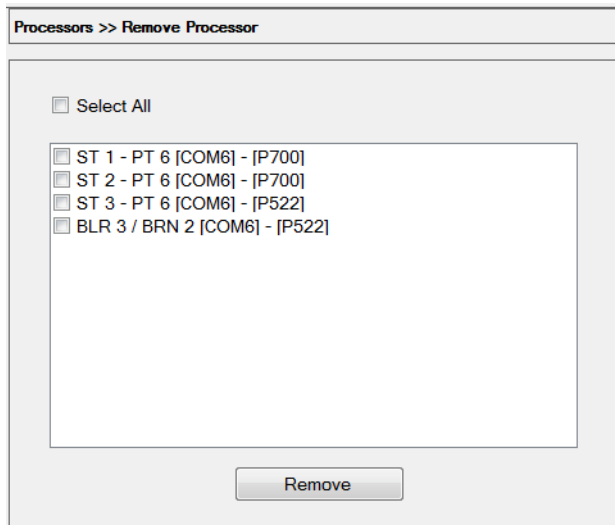 Processors >> Remove Processor
Select All
ST 1 - PT 6 [COM6] - [P700]
ST 2 - PT 6 [COM6] - [P700]
ST 3 - PT 6 [COM6] - [P522]
BLR 3 / BRN 2 [COM6] - [P522]
Remove